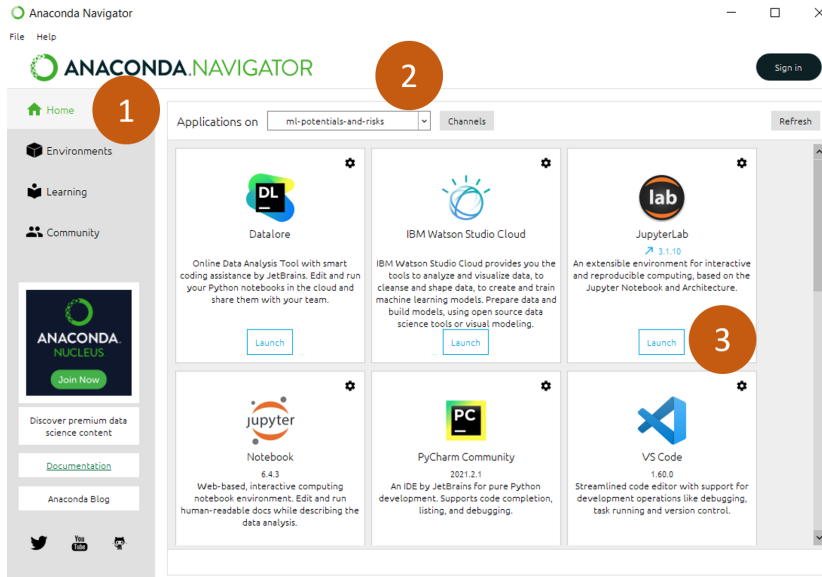 Anaconda Navigator
File Help
ANACONDA.NAVIGATOR
Sign in
1
2
Home
Environments
Learning
Community
ANACONDA.
NUCLEUS
Join Now
Discover premium data
science content
Documentation
Anaconda Blog
You
Tube
Applications on ml-potentials-and-risks Channels Refresh
DL
Datalore
Online Data Analysis Tool with smart
coding assistance by JetBrains. Edit and run
your Python notebooks in the cloud and
share them with your team.
Launch
IBM Watson Studio Cloud
IBM Watson Studio Cloud provides you the
tools to analyze and visualize data, to
cleanse and shape data, to create and train
machine learning models. Prepare data and
build models, using open source data
science tools or visual modeling.
Launch
lab
JupyterLab
3.1.10
An extensible environment for interactive
and reproducible computing, based on the
Jupyter Notebook and Architecture.
Launch
3
jupyter
Notebook
6.4.3
Web-based, interactive computing
notebook environment. Edit and run
human-readable docs while describing the
data analysis.
PC
PyCharm Community
2021.2.1
An IDE by JetBrains for pure Python
development. Supports code completion,
listing, and debugging.
VS Code
1.60.0
Streamlined code editor with support for
development operations like debugging,
task running and version control.